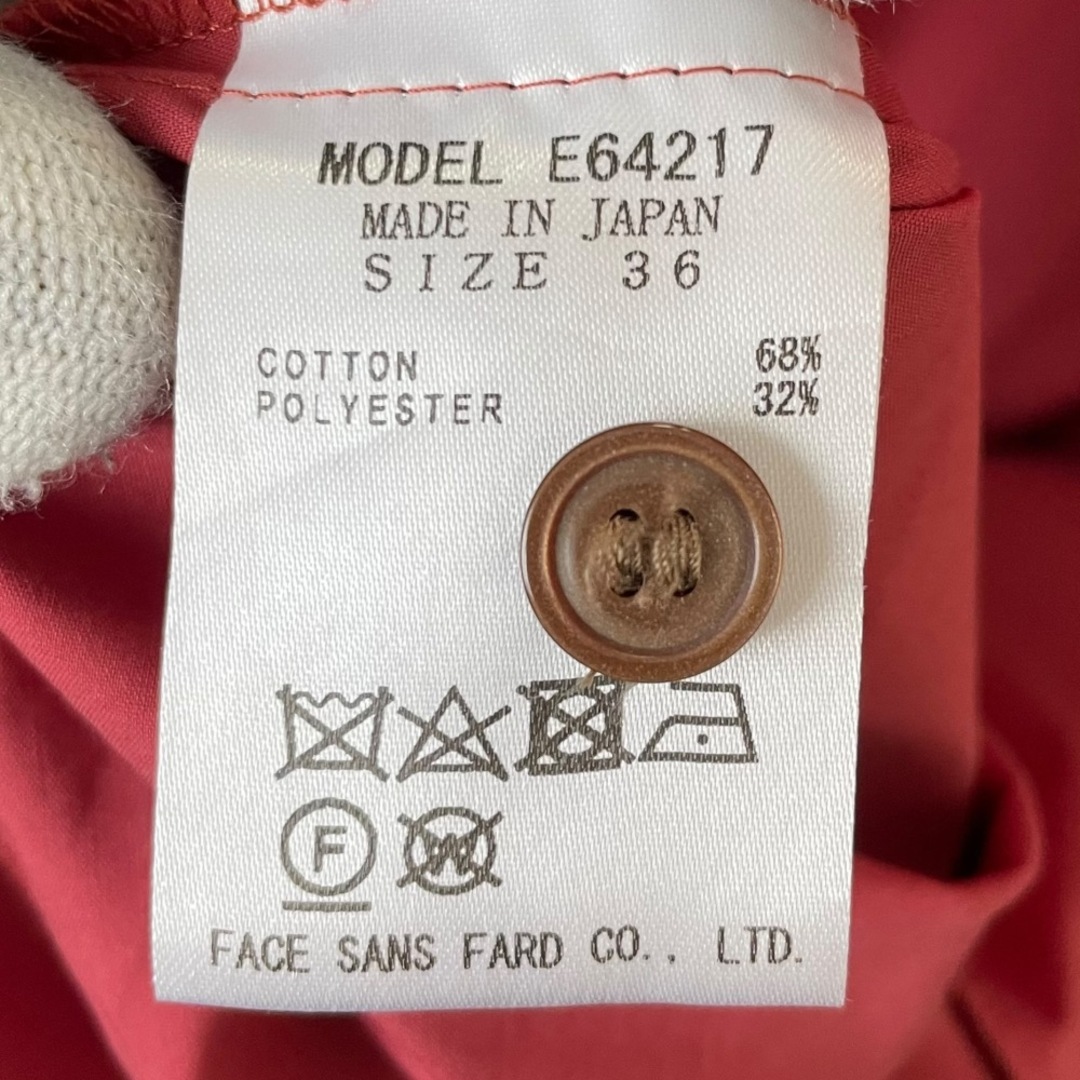 MODEL E64217
MADE IN JAPAN
SIZE 36
COTTON 68%
POLYESTER 32%
F W
FACE SANS FARD CO., LTD.